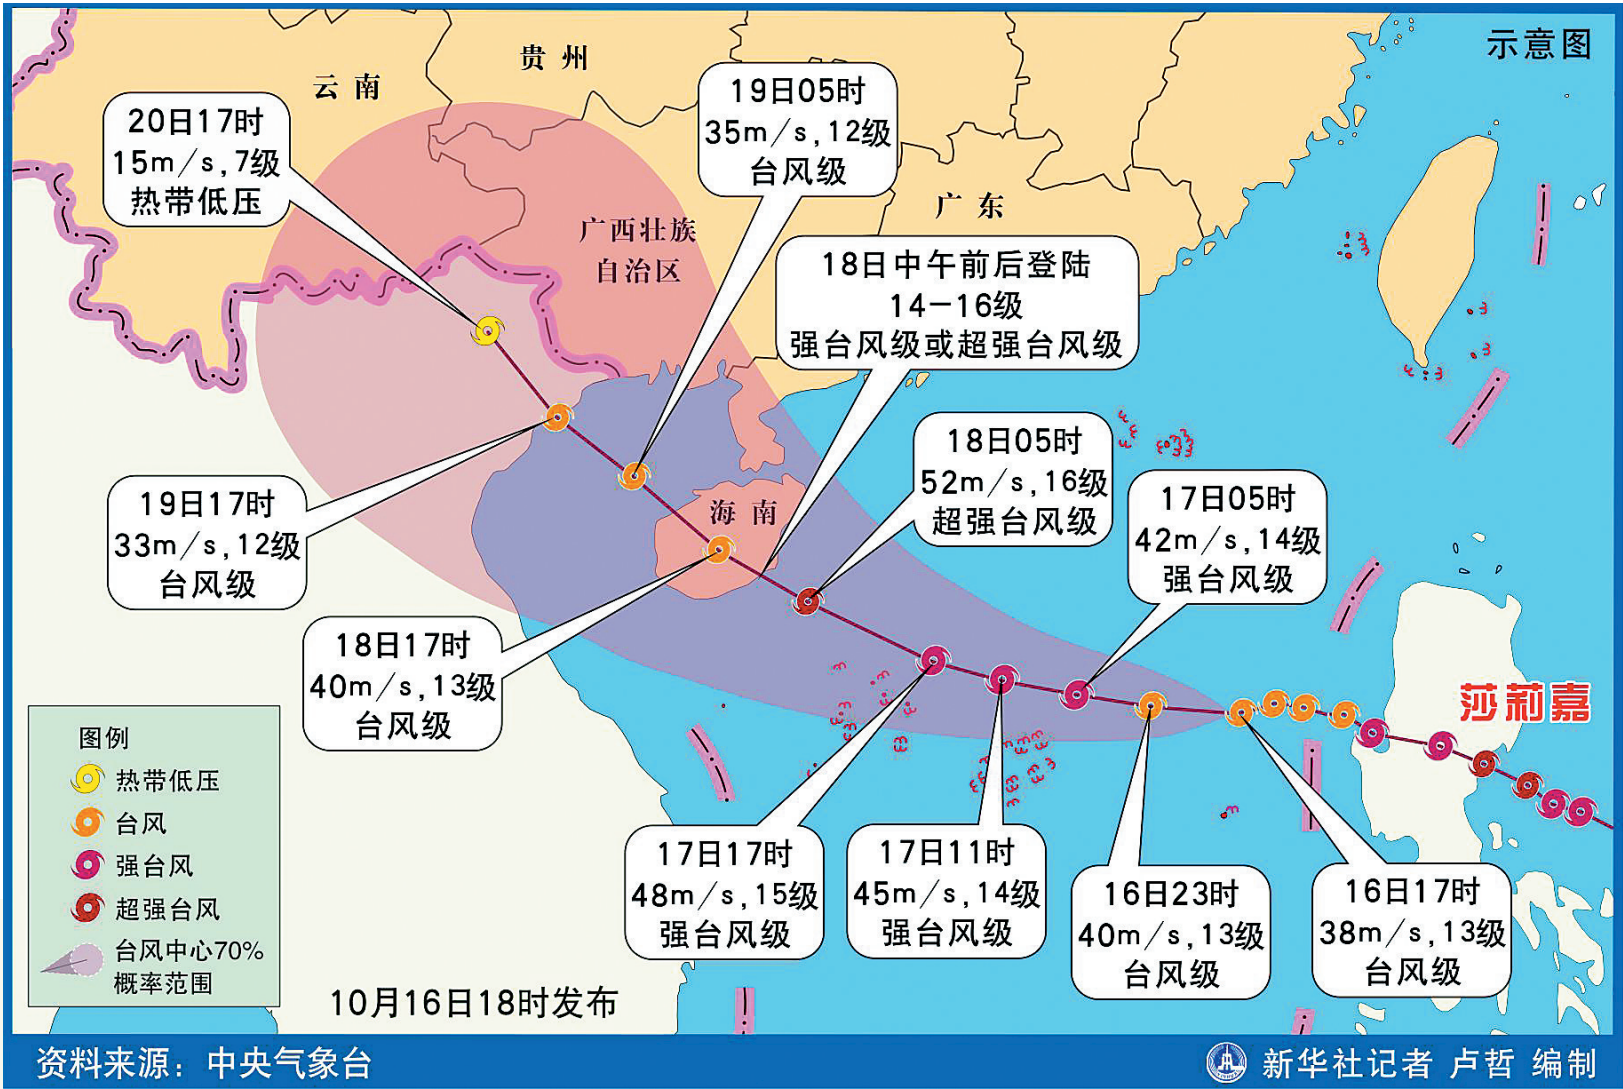 示意图
云南
贵州
广西壮族
自治区
广东
海南
莎莉嘉
20日17时
15m/s,7级
热带低压
19日05时
35m/s,12级
台风级
18日中午前后登陆
14-16级
强台风级或超强台风级
18日05时
52m/s,16级
超强台风级
17日05时
42m/s,14级
强台风级
19日17时
33m/s,12级
台风级
18日17时
40m/s,13级
台风级
17日17时
48m/s,15级
强台风级
17日11时
45m/s,14级
强台风级
16日23时
40m/s,13级
台风级
16日17时
38m/s,13级
台风级
图例
热带低压
台风
强台风
超强台风
台风中心70%
概率范围
10月16日18时发布
资料来源：中央气象台
新华社记者 卢哲 编制